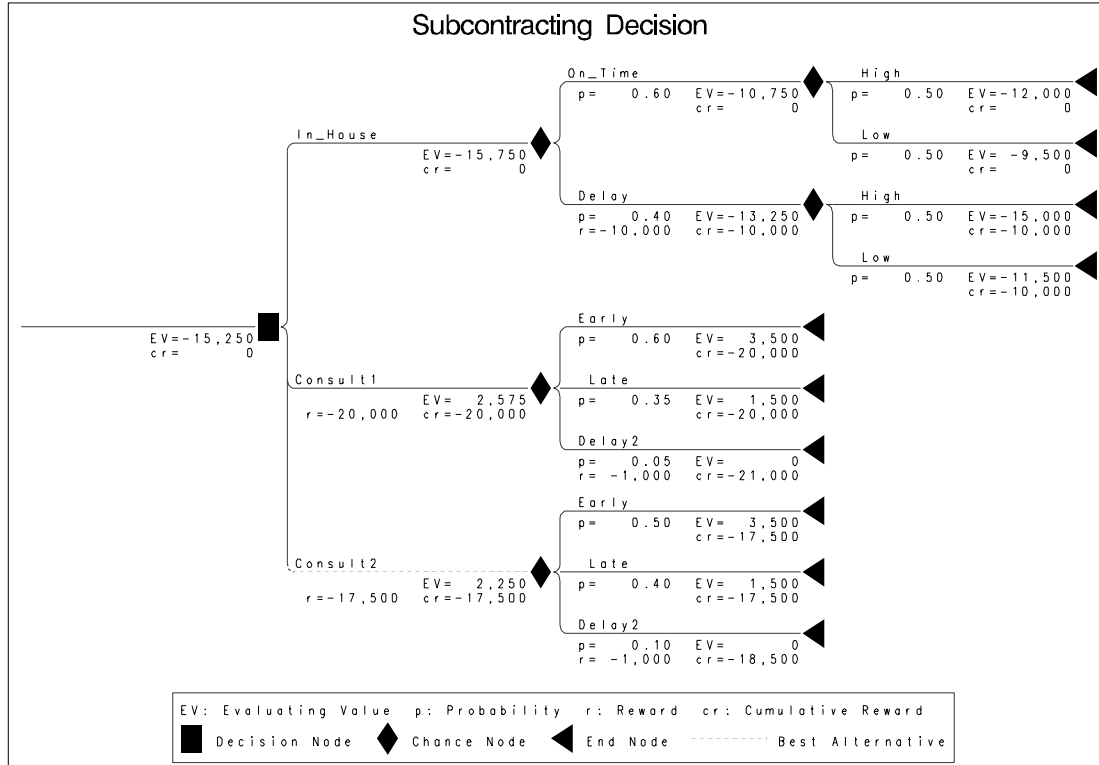 Subcontracting Decision
On_Time
p= 0.60 EV=-10,750
cr= 0
High
p= 0.50 EV=-12,000
cr= 0
Low
p= 0.50 EV= -9,500
cr= 0
In_House
EV=-15,750
cr= 0
Delay
p= 0.40 EV=-13,250
r=-10,000 cr=-10,000
High
p= 0.50 EV=-15,000
cr=-10,000
Low
p= 0.50 EV=-11,500
cr=-10,000
EV=-15,250
cr= 0
Early
p= 0.60 EV= 3,500
cr=-20,000
Consult1
EV= 2,575
r=-20,000 cr=-20,000
Late
p= 0.35 EV= 1,500
cr=-20,000
Delay2
p= 0.05 EV= 0
r= -1,000 cr=-21,000
Early
p= 0.50 EV= 3,500
cr=-17,500
Consult2
EV= 2,250
r=-17,500 cr=-17,500
Late
p= 0.40 EV= 1,500
cr=-17,500
Delay2
p= 0.10 EV= 0
r= -1,000 cr=-18,500
EV: Evaluating Value p: Probability r: Reward cr: Cumulative Reward
Decision Node Chance Node End Node Best Alternative